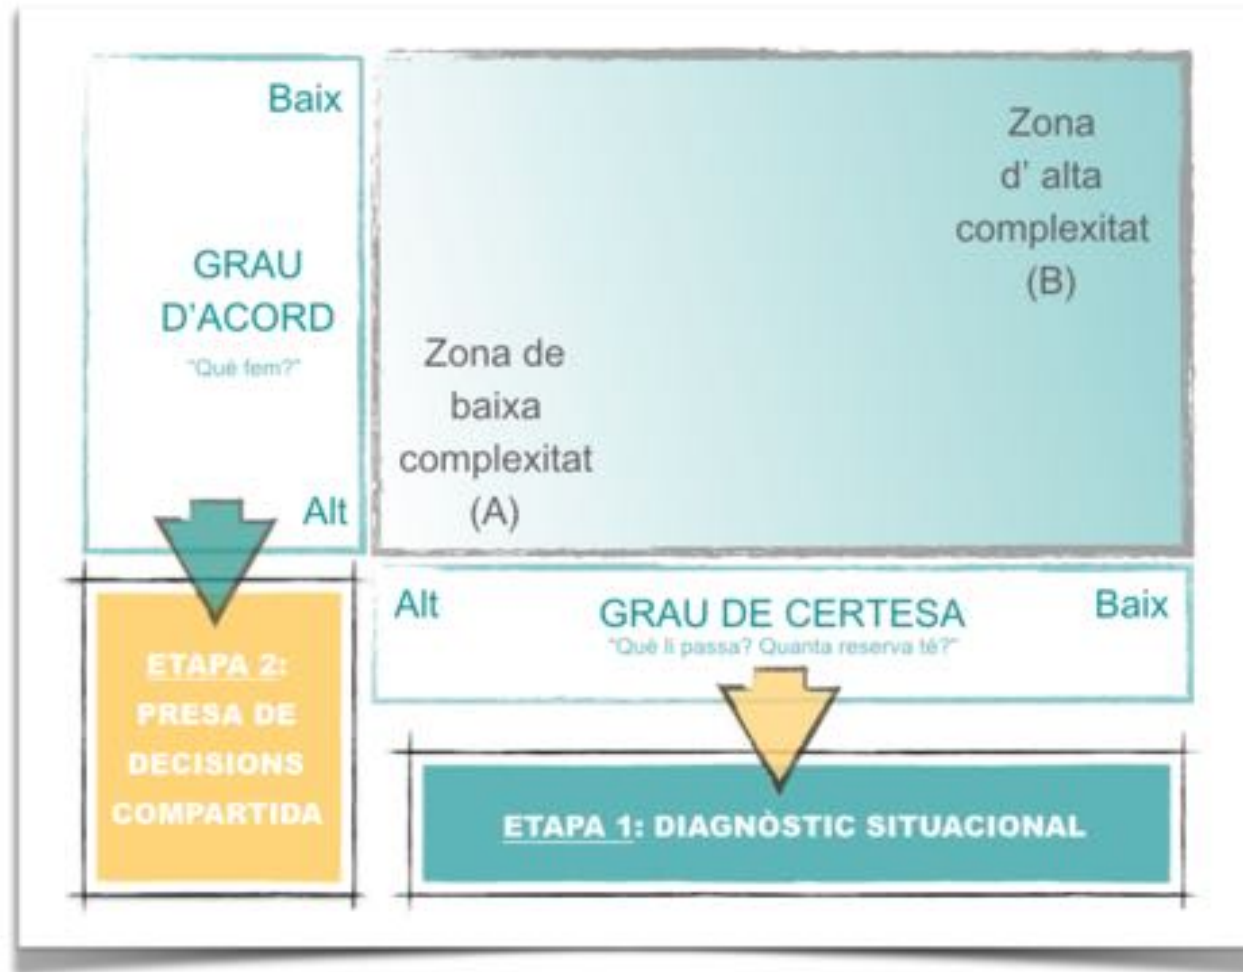 Baix
GRAU
D'ACORD
"Què fem?"
Alt
Zona
d' alta
complexitat
(B)
Zona de
baixa
complexitat
(A)
Alt
GRAU DE CERTESA
Baix
"Què li passa? Quanta reserva té?"
ETAPA 2:
PRESA DE
DECISIONS
COMPARTIDA
ETAPA 1: DIAGNÒSTIC SITUACIONAL